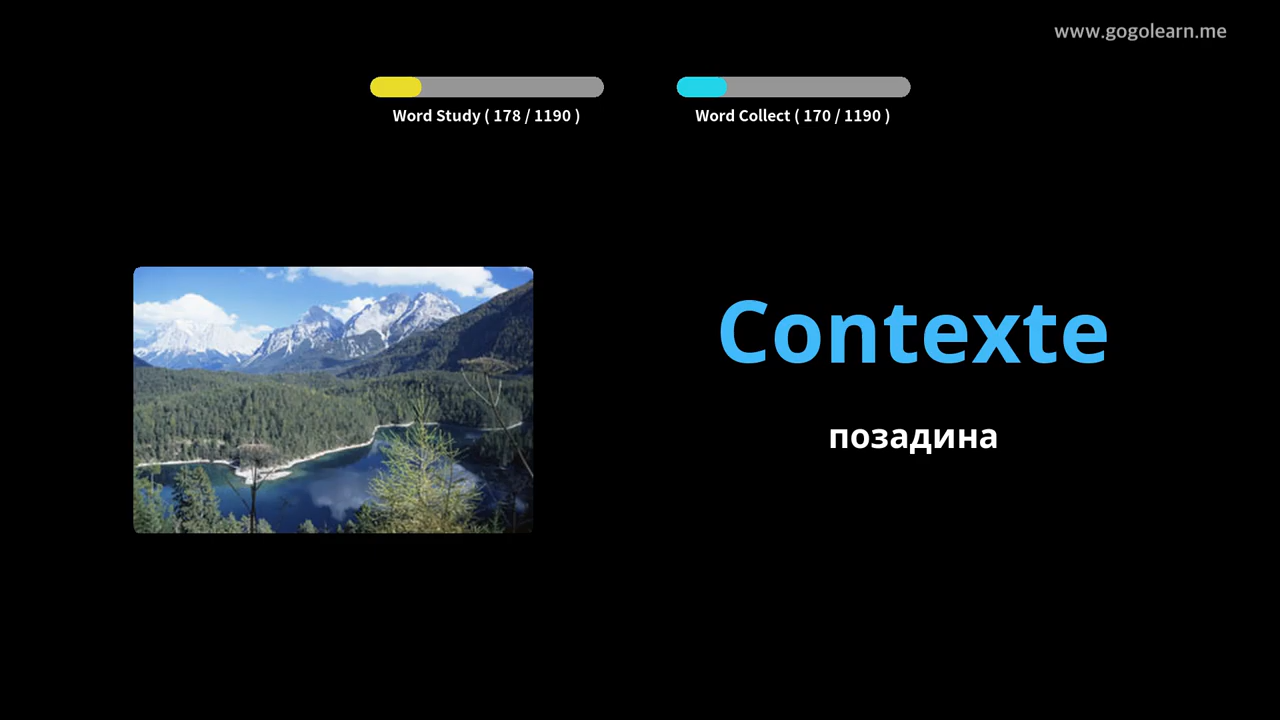 www.gogolearn.me
Word Study ( 178 / 1190 )
Word Collect ( 170 / 1190 )
Contexte
позадина